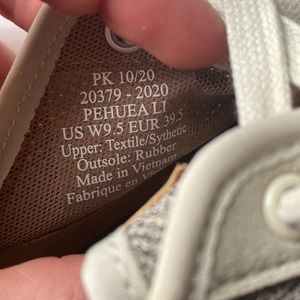 PK 10/20
20379 - 2020
PEHUEA LI
US W9.5 EUR 39.5
Upper: Textile/Sythetic
Outsole: Rubber
Made in Vietnam
Fabrique en Vietnam